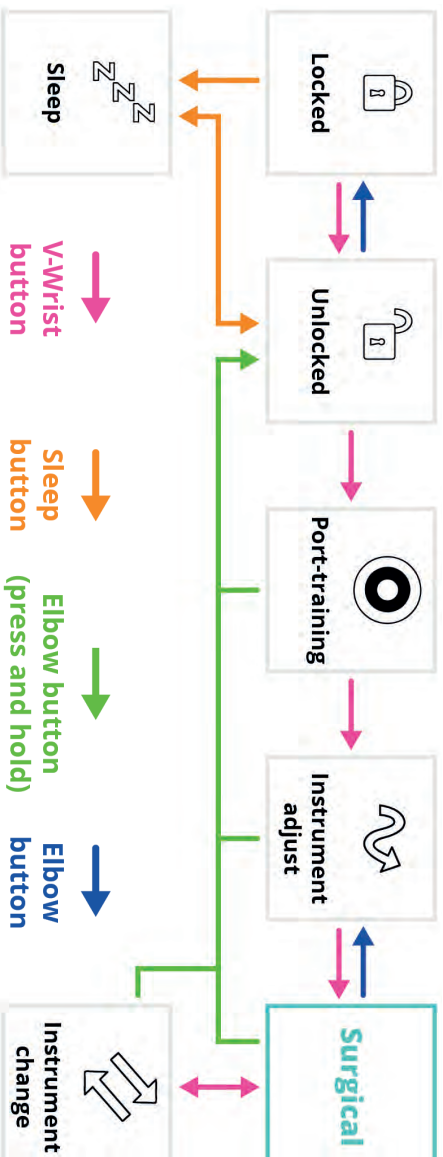 Locked
Unlocked
Port-training
Instrument
adjust
Surgical
Sleep
Instrument
change
V-Wrist
button
Sleep
button
Elbow button
(press and hold)
Elbow
button